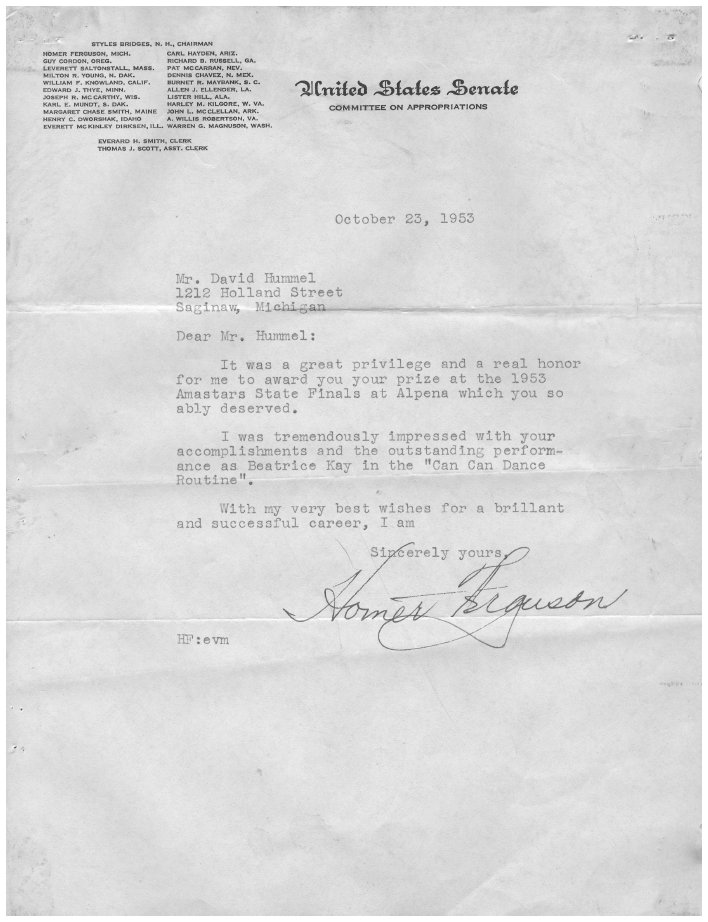 STYLES BRIDGES, N. H., CHAIRMAN
HOMER FERGUSON, MICH.
GUY CORDON, OREG.
LEVERETT SALTONSTALL, MASS.
MILTON R. YOUNG, N. DAK.
WILLIAM F. KNOWLAND, CALIF.
EDWARD J. THYE, MINN.
JOSEPH R. MCCARTHY, WIS.
KARL E. MUNDT, S. DAK.
MARGARET CHASE SMITH, MAINE
HENRY C. DWORSHAK, IDAHO
EVERETT MCKINLEY DIRKSEN, ILL.
CARL HAYDEN, ARIZ.
RICHARD B. RUSSELL, GA.
PAT MCCARRAN, NEV.
DENNIS CHAVEZ, N. MEX.
BURNET R. MAYBANK, S. C.
ALLEN J. ELLENDER, LA.
LISTER HILL, ALA.
HARLEY M. KILGORE, W. VA.
JOHN L. MCCLELLAN, ARK.
A. WILLIS ROBERTSON, VA.
WARREN G. MAGNUSON, WASH.
EVERARD H. SMITH, CLERK
THOMAS J. SCOTT, ASST. CLERK
United States Senate
COMMITTEE ON APPROPRIATIONS
October 23, 1953
Mr. David Hummel
1212 Holland Street
Saginaw, Michigan
Dear Mr. Hummel:
It was a great privilege and a real honor
for me to award you your prize at the 1953
Amastars State Finals at Alpena which you so
ably deserved.
I was tremendously impressed with your
accomplishments and the outstanding perform-
ance as Beatrice Kay in the "Can Can Dance
Routine".
With my very best wishes for a brillant
and successful career, I am
Sincerely yours,
Homer Ferguson
HF:evm